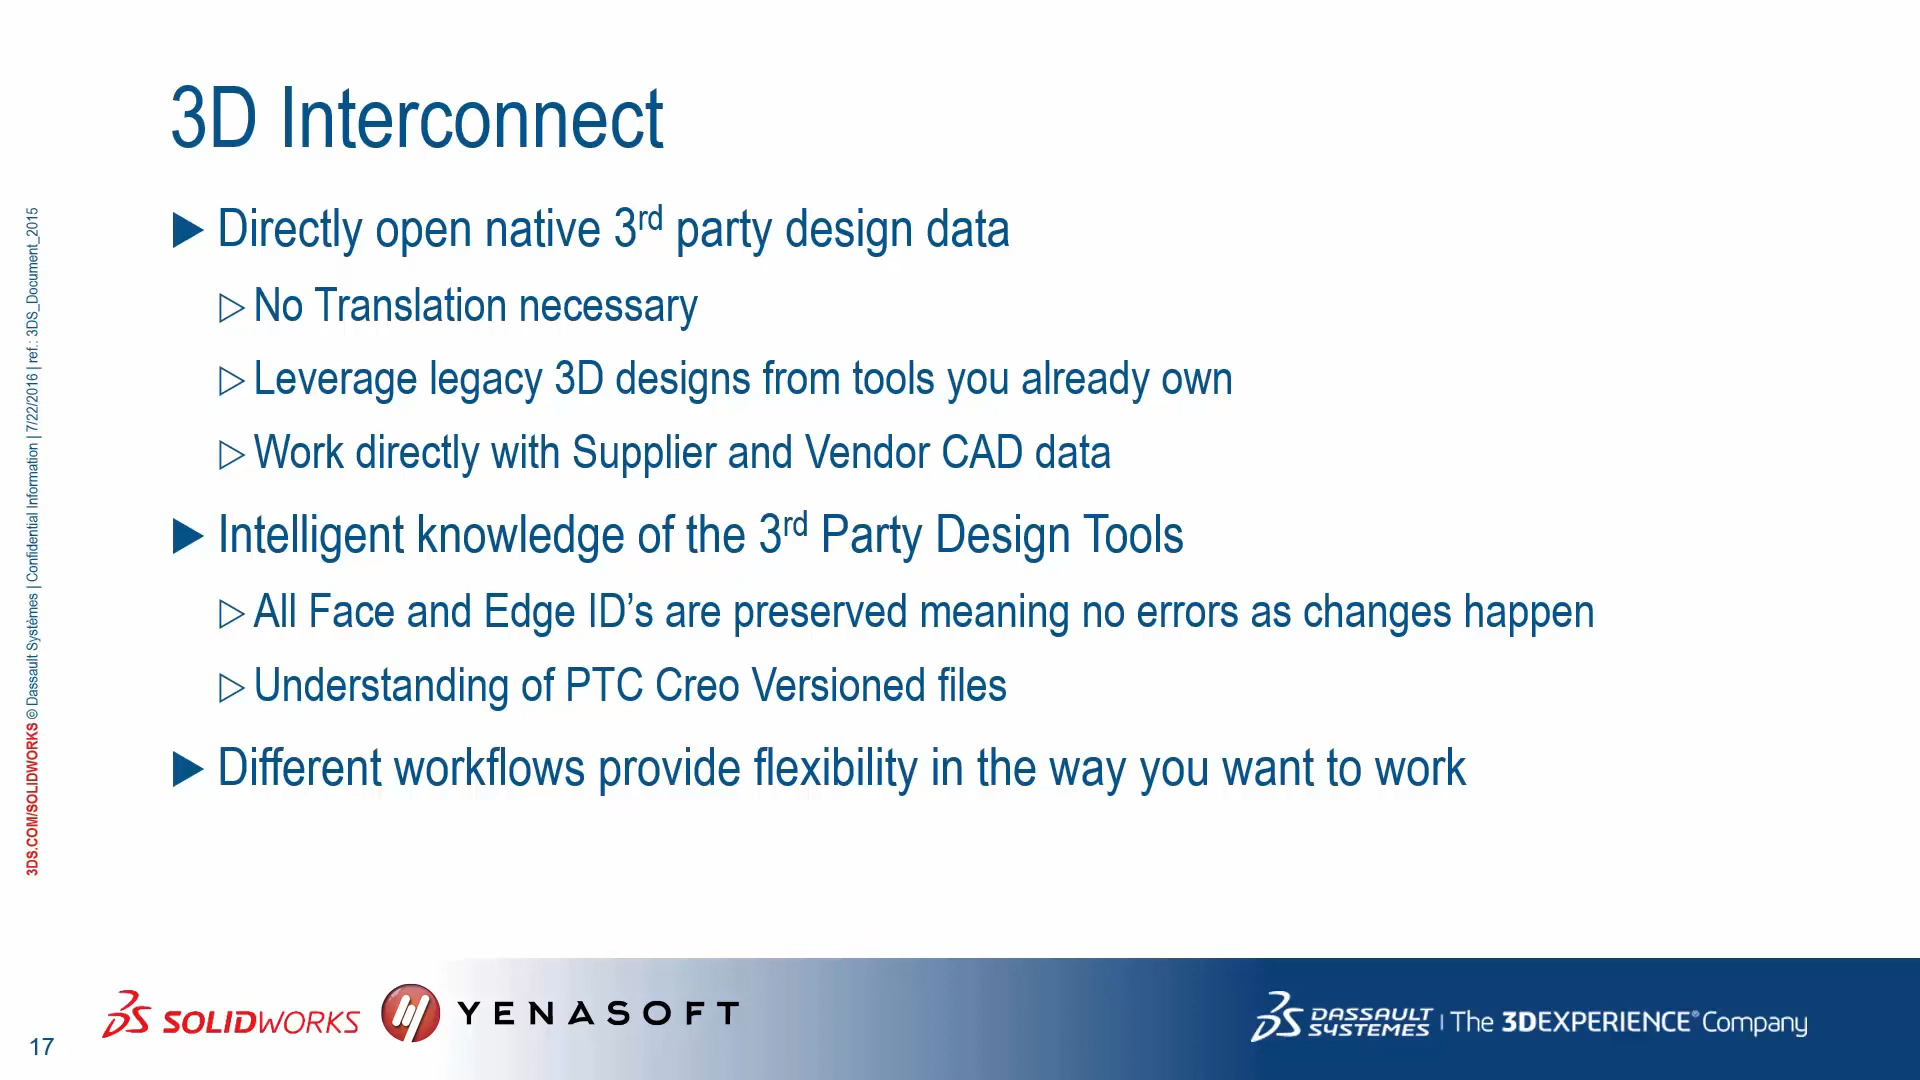 3D Interconnect
Directly open native 3rd party design data
No Translation necessary
Leverage legacy 3D designs from tools you already own
Work directly with Supplier and Vendor CAD data
Intelligent knowledge of the 3rd Party Design Tools
All Face and Edge ID’s are preserved meaning no errors as changes happen
Understanding of PTC Creo Versioned files
Different workflows provide flexibility in the way you want to work
3DS.COM/SOLIDWORKS © Dassault Systèmes | Confidential Information | 7/22/2016 | ref.: 3DS_Document_2015
17
SOLIDWORKS
YENASOFT
DASSAULT SYSTEMES | The 3DEXPERIENCE® Company